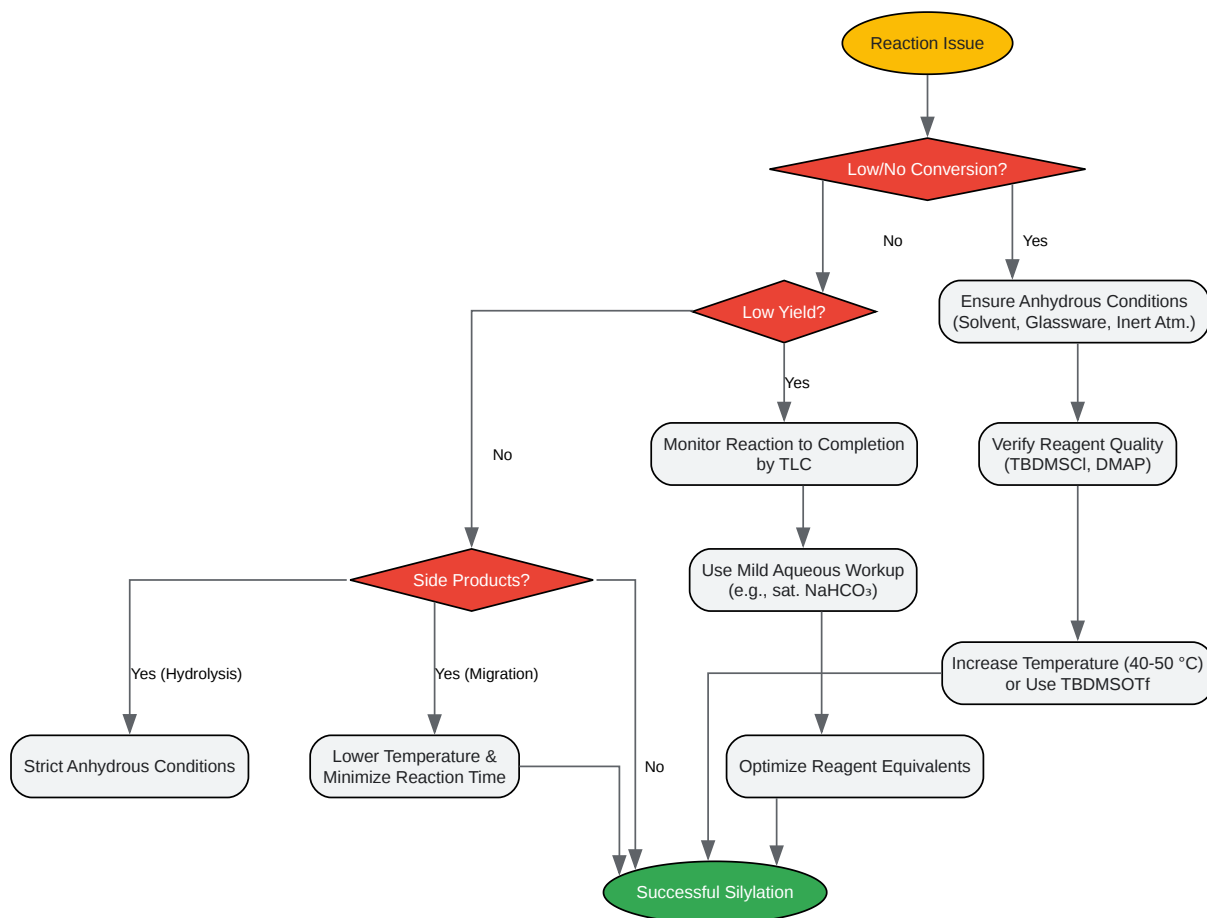 Reaction Issue
Low/No Conversion?
No
Yes
Low Yield?
Ensure Anhydrous Conditions
(Solvent, Glassware, Inert Atm.)
Yes
Monitor Reaction to Completion
by TLC
Verify Reagent Quality
(TBDMSCl, DMAP)
No
Side Products?
Use Mild Aqueous Workup
(e.g., sat. NaHCO₃)
Yes (Hydrolysis)
Yes (Migration)
Increase Temperature (40-50 °C)
or Use TBDMSOTf
Strict Anhydrous Conditions
Lower Temperature &
Minimize Reaction Time
No
Optimize Reagent Equivalents
Successful Silylation